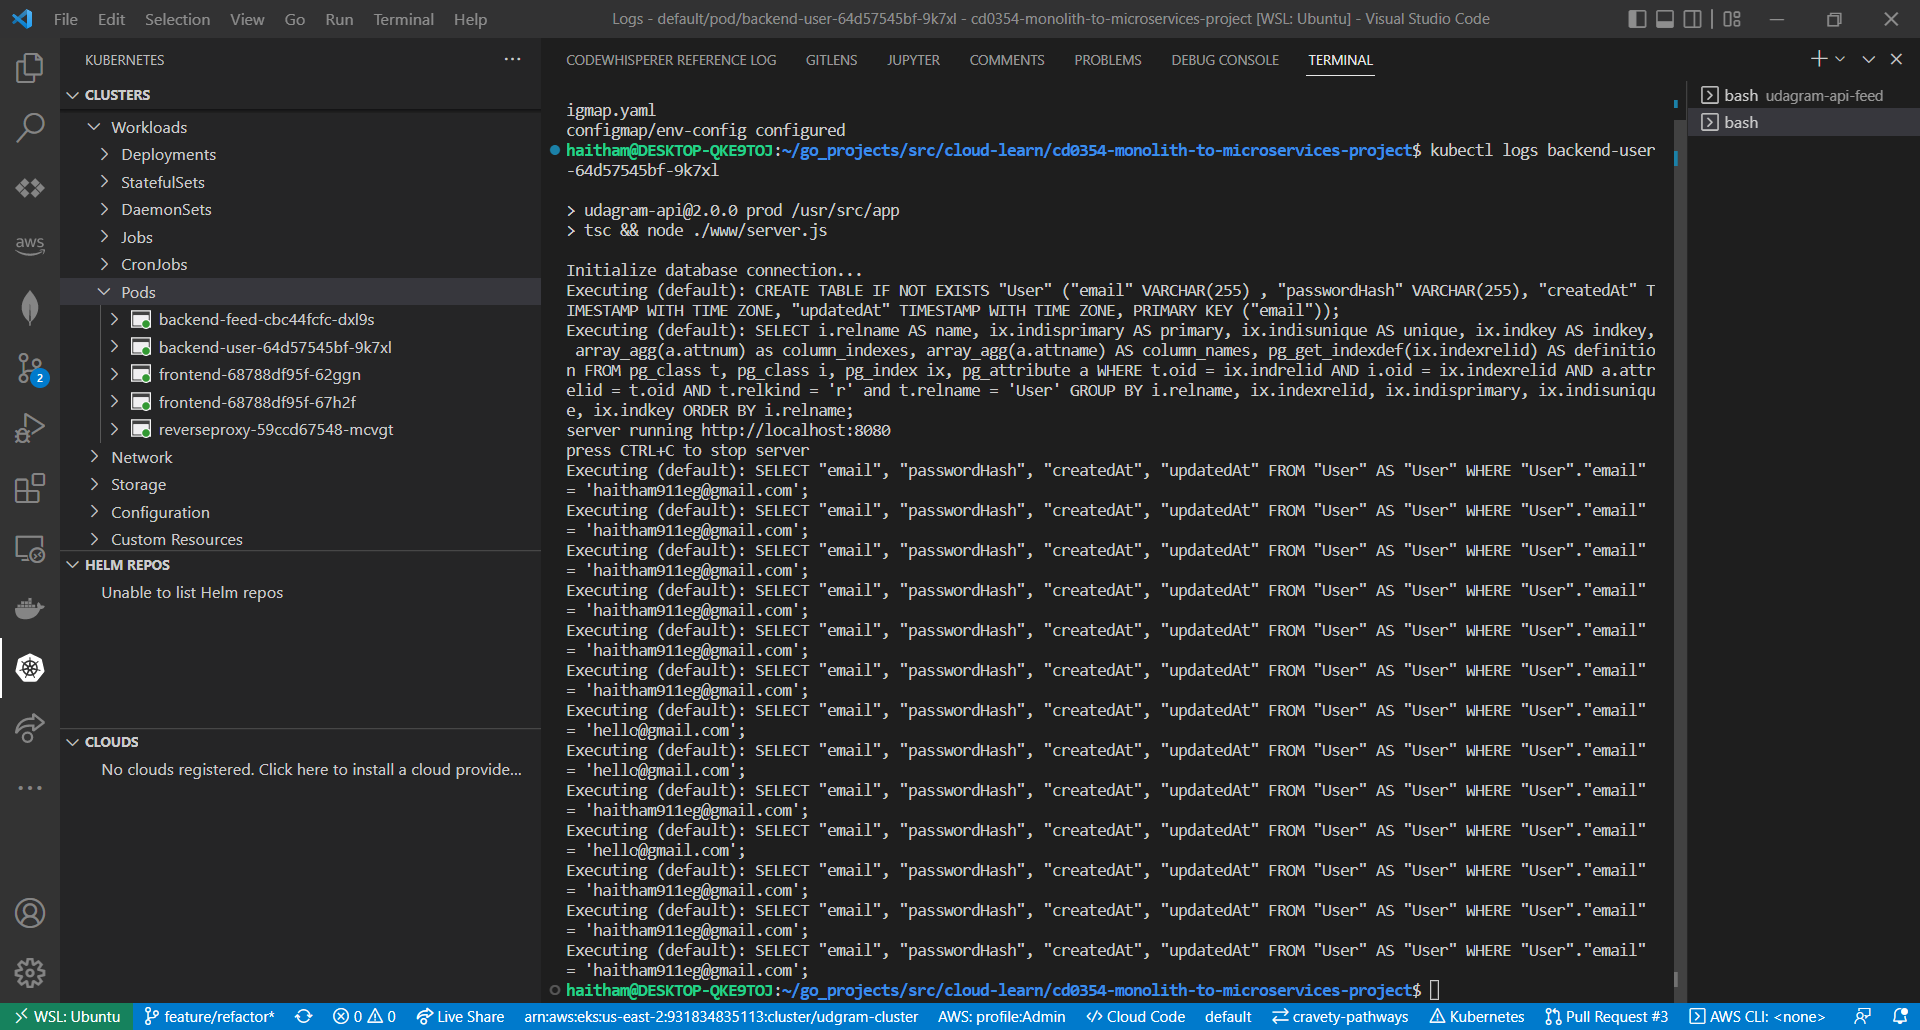 File Edit Selection View Go Run Terminal Help
Logs - default/pod/backend-user-64d57545bf-9k7xl - cd0354-monolith-to-microservices-project [WSL: Ubuntu] - Visual Studio Code
KUBERNETES
CLUSTERS
Workloads
Deployments
StatefulSets
DaemonSets
Jobs
CronJobs
Pods
backend-feed-cbc44fcfc-dxl9s
backend-user-64d57545bf-9k7xl
frontend-68788df95f-62ggn
frontend-68788df95f-67h2f
reverseproxy-59ccd67548-mcvgt
Network
Storage
Configuration
Custom Resources
HELM REPOS
Unable to list Helm repos
CLOUDS
No clouds registered. Click here to install a cloud provide...
aws
2
CODEWHISPERER REFERENCE LOG GITLENS JUPYTER COMMENTS PROBLEMS DEBUG CONSOLE TERMINAL
igmap.yaml
configmap/env-config configured
haitham@DESKTOP-QKE9TOJ:~/go_projects/src/cloud-learn/cd0354-monolith-to-microservices-project$ kubectl logs backend-user
-64d57545bf-9k7xl
> udagram-api@2.0.0 prod /usr/src/app
> tsc && node ./www/server.js
Initialize database connection...
Executing (default): CREATE TABLE IF NOT EXISTS "User" ("email" VARCHAR(255) , "passwordHash" VARCHAR(255), "createdAt" T
IMESTAMP WITH TIME ZONE, "updatedAt" TIMESTAMP WITH TIME ZONE, PRIMARY KEY ("email"));
Executing (default): SELECT i.relname AS name, ix.indisprimary AS primary, ix.indisunique AS unique, ix.indkey AS indkey,
array_agg(a.attnum) as column_indexes, array_agg(a.attname) AS column_names, pg_get_indexdef(ix.indexrelid) AS definitio
n FROM pg_class t, pg_class i, pg_index ix, pg_attribute a WHERE t.oid = ix.indrelid AND i.oid = ix.indexrelid AND a.attr
elid = t.oid AND t.relkind = 'r' and t.relname = 'User' GROUP BY i.relname, ix.indexrelid, ix.indisprimary, ix.indisuniqu
e, ix.indkey ORDER BY i.relname;
server running http://localhost:8080
press CTRL+C to stop server
Executing (default): SELECT "email", "passwordHash", "createdAt", "updatedAt" FROM "User" AS "User" WHERE "User"."email"
= 'haitham911eg@gmail.com';
Executing (default): SELECT "email", "passwordHash", "createdAt", "updatedAt" FROM "User" AS "User" WHERE "User"."email"
= 'haitham911eg@gmail.com';
Executing (default): SELECT "email", "passwordHash", "createdAt", "updatedAt" FROM "User" AS "User" WHERE "User"."email"
= 'haitham911eg@gmail.com';
Executing (default): SELECT "email", "passwordHash", "createdAt", "updatedAt" FROM "User" AS "User" WHERE "User"."email"
= 'haitham911eg@gmail.com';
Executing (default): SELECT "email", "passwordHash", "createdAt", "updatedAt" FROM "User" AS "User" WHERE "User"."email"
= 'haitham911eg@gmail.com';
Executing (default): SELECT "email", "passwordHash", "createdAt", "updatedAt" FROM "User" AS "User" WHERE "User"."email"
= 'haitham911eg@gmail.com';
Executing (default): SELECT "email", "passwordHash", "createdAt", "updatedAt" FROM "User" AS "User" WHERE "User"."email"
= 'hello@gmail.com';
Executing (default): SELECT "email", "passwordHash", "createdAt", "updatedAt" FROM "User" AS "User" WHERE "User"."email"
= 'hello@gmail.com';
Executing (default): SELECT "email", "passwordHash", "createdAt", "updatedAt" FROM "User" AS "User" WHERE "User"."email"
= 'haitham911eg@gmail.com';
Executing (default): SELECT "email", "passwordHash", "createdAt", "updatedAt" FROM "User" AS "User" WHERE "User"."email"
= 'hello@gmail.com';
Executing (default): SELECT "email", "passwordHash", "createdAt", "updatedAt" FROM "User" AS "User" WHERE "User"."email"
= 'haitham911eg@gmail.com';
Executing (default): SELECT "email", "passwordHash", "createdAt", "updatedAt" FROM "User" AS "User" WHERE "User"."email"
= 'haitham911eg@gmail.com';
Executing (default): SELECT "email", "passwordHash", "createdAt", "updatedAt" FROM "User" AS "User" WHERE "User"."email"
= 'haitham911eg@gmail.com';
haitham@DESKTOP-QKE9TOJ:~/go_projects/src/cloud-learn/cd0354-monolith-to-microservices-project$
bash udagram-api-feed
bash
WSL: Ubuntu feature/refactor* 0 0 Live Share arn:aws:eks:us-east-2:931834835113:cluster/udgram-cluster AWS: profile:Admin Cloud Code default cravety-pathways Kubernetes Pull Request #3 AWS CLI: <none>